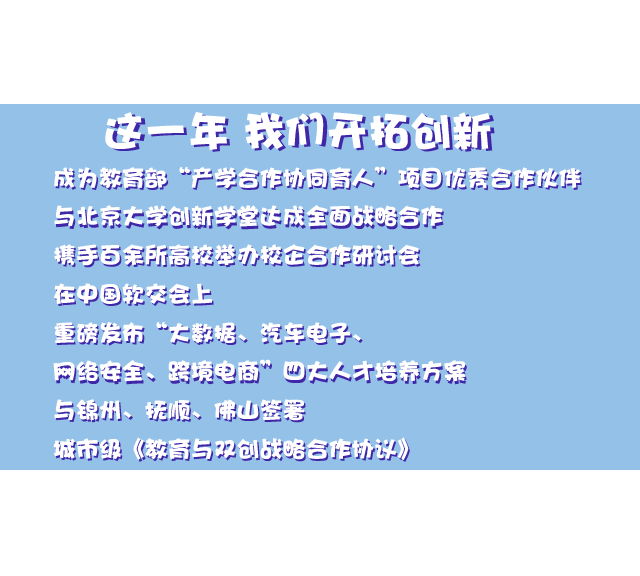 这一年 我们开拓创新
成为教育部“产学合作协同育人”项目优秀合作伙伴
与北京大学创新学堂达成全面战略合作
携手百余所高校举办校企合作研讨会
在中国软交会上
重磅发布“大数据、汽车电子、
网络安全、跨境电商”四大人才培养方案
与锦州、抚顺、佛山签署
城市级《教育与双创战略合作协议》